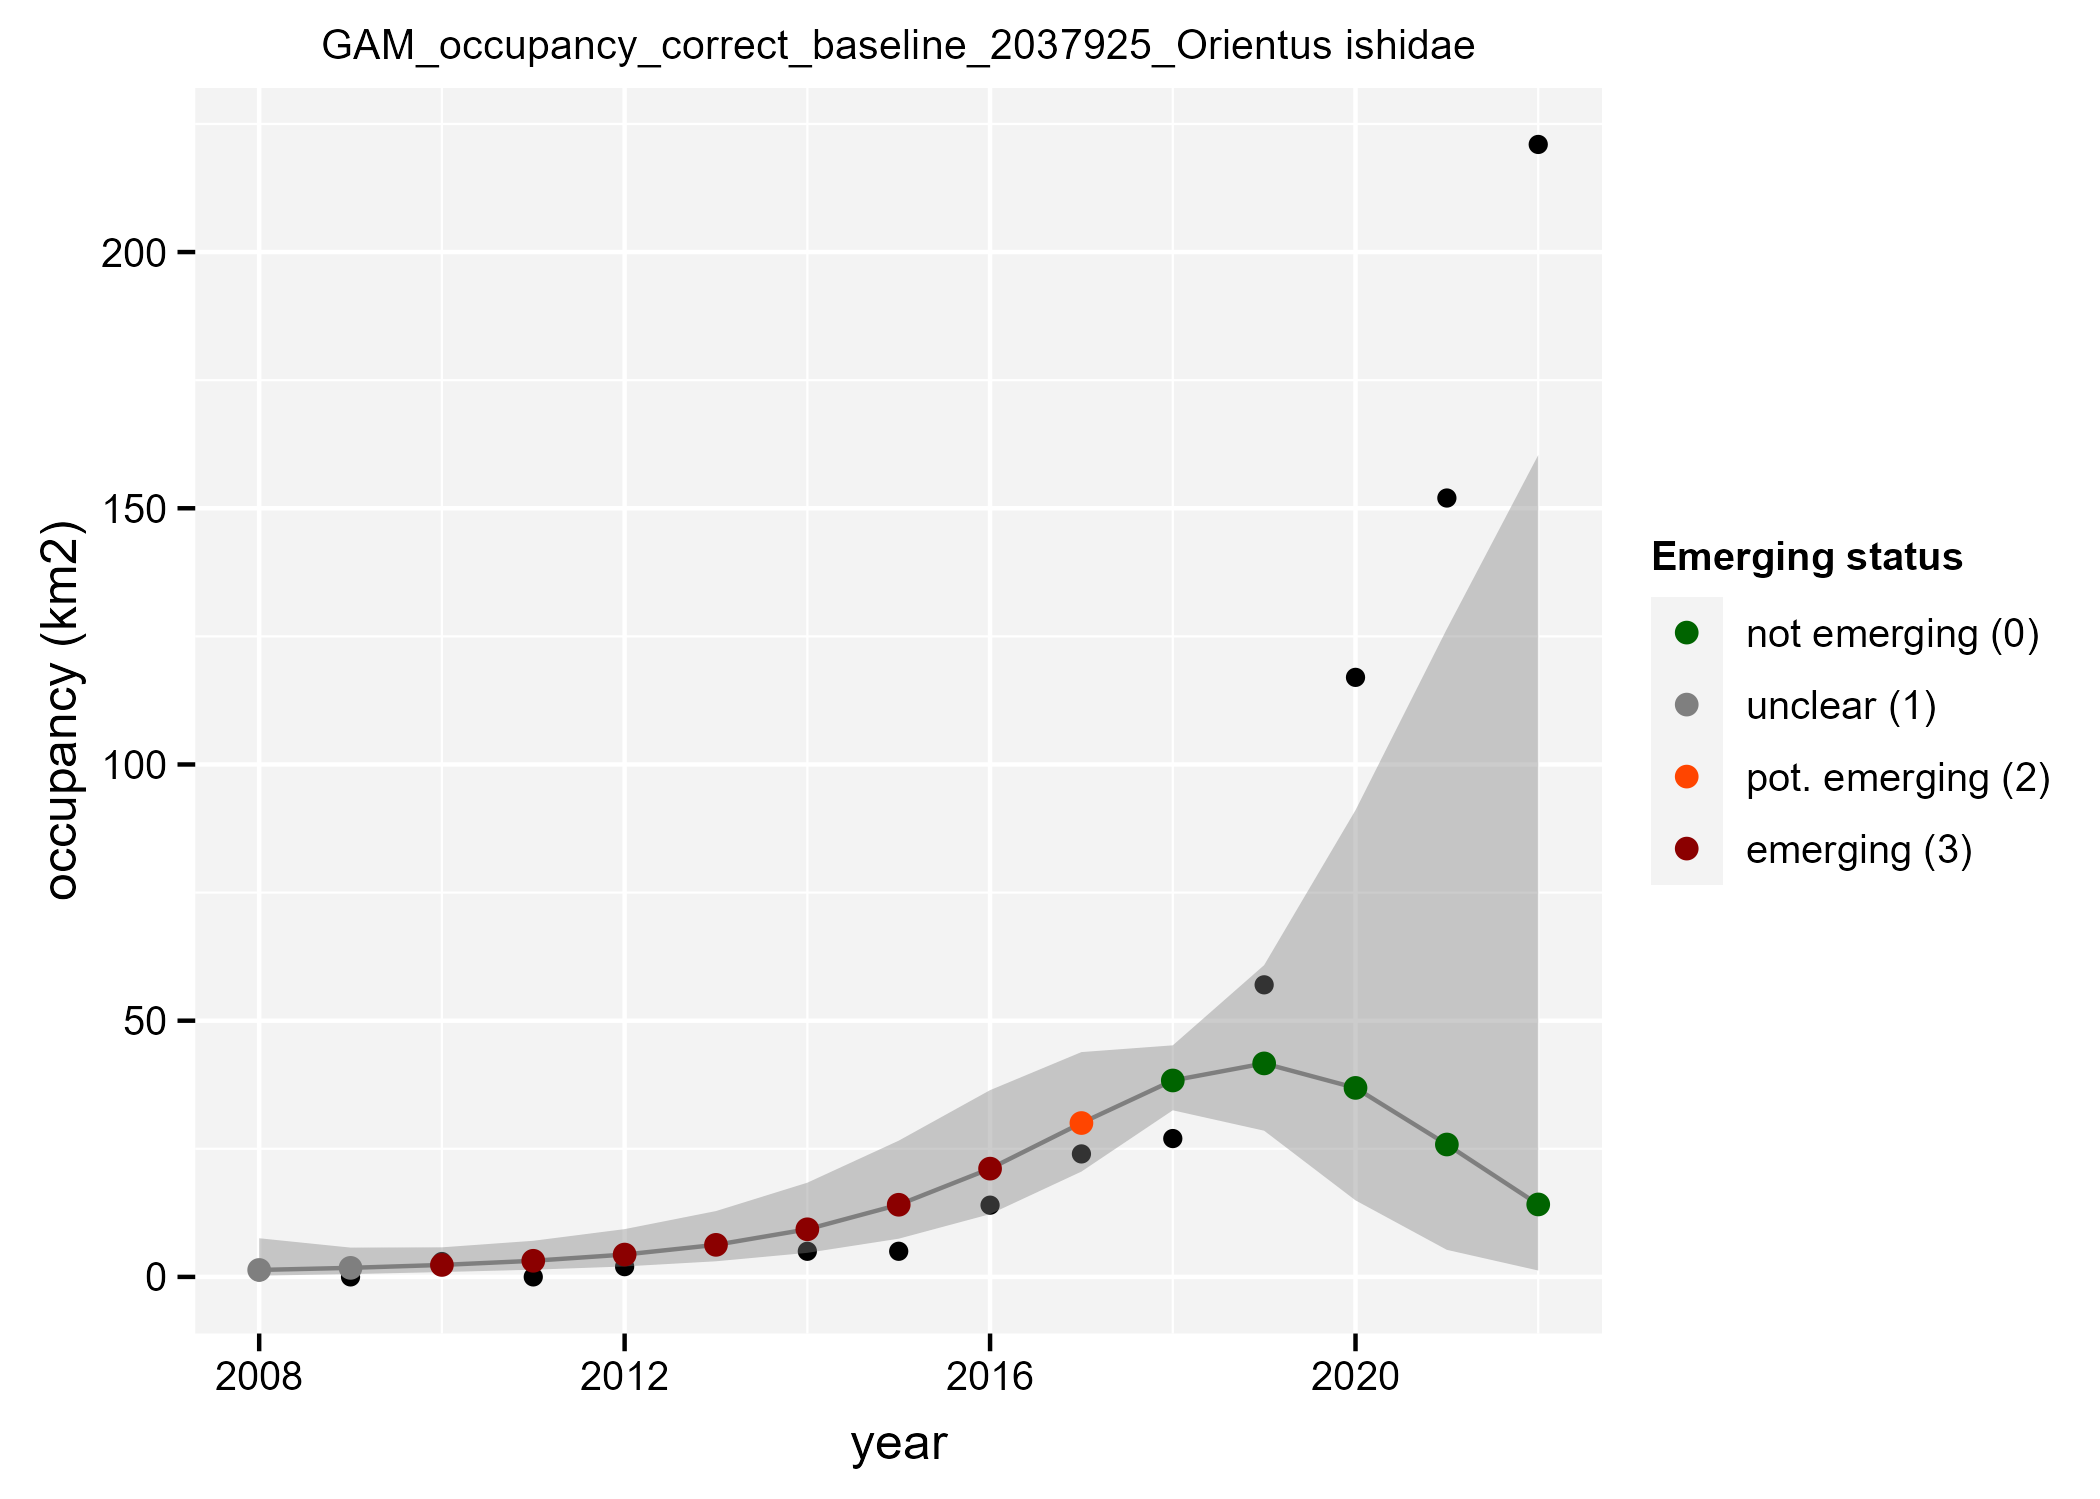 GAM_occupancy_correct_baseline_2037925_Orientus ishidae
occupancy (km2)
200
150
100
50
0
2008 2012 2016 2020
year
Emerging status
not emerging (0)
unclear (1)
pot. emerging (2)
emerging (3)